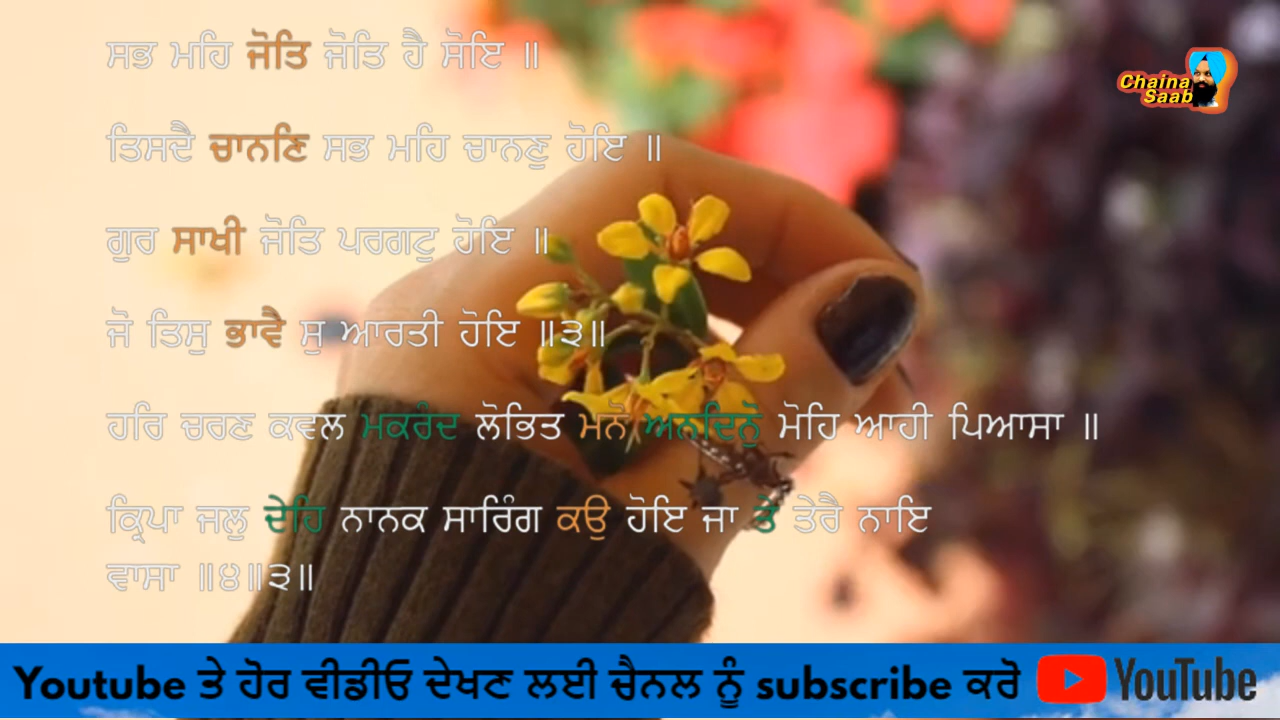 ਸਭ ਮਹਿ ਜੋਤਿ ਜੋਤਿ ਹੈ ਸੋਇ ॥
Chaina
Saab
ਤਿਸਦੈ ਚਾਨਣਿ ਸਭ ਮਹਿ ਚਾਨਣੁ ਹੋਇ ॥
ਗੁਰ ਸਾਖੀ ਜੋਤਿ ਪਰਗਟੁ ਹੋਇ ॥
ਜੋ ਤਿਸੁ ਭਾਵੈ ਸੁ ਆਰਤੀ ਹੋਇ ॥੩॥
ਹਰਿ ਚਰਣ ਕਵਲ ਮਕਰੰਦ ਲੋਭਿਤ ਮਨੋ ਅਨਦਿਨੋੁ ਮੋਹਿ ਆਹੀ ਪਿਆਸਾ ॥
ਕ੍ਰਿਪਾ ਜਲੁ ਦੇਹਿ ਨਾਨਕ ਸਾਰਿੰਗ ਕਉ ਹੋਇ ਜਾ ਤੇ ਤੇਰੈ ਨਾਇ
ਵਾਸਾ ॥੪॥੩॥
Youtube ਤੇ ਹੋਰ ਵੀਡੀਓ ਦੇਖਣ ਲਈ ਚੈਨਲ ਨੂੰ subscribe ਕਰੋ YouTube